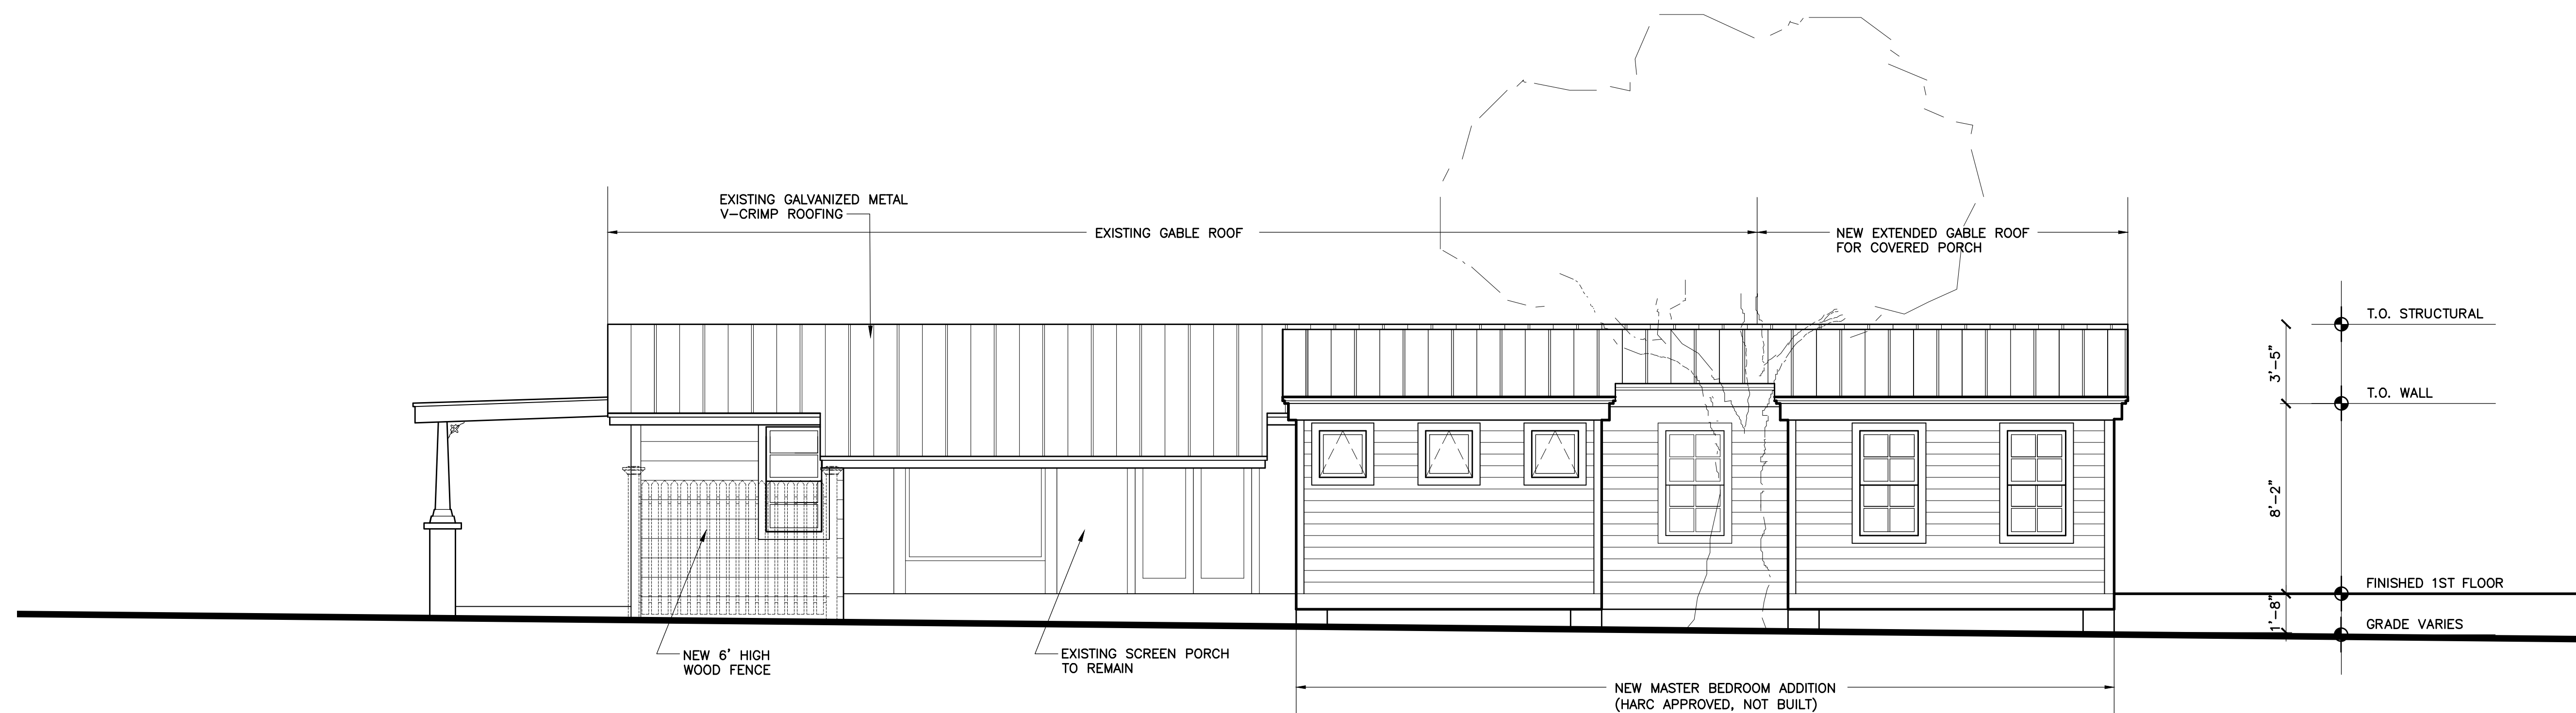 EXISTING GALVANIZED METAL
V-CRIMP ROOFING
EXISTING GABLE ROOF
NEW EXTENDED GABLE ROOF
FOR COVERED PORCH
T.O. STRUCTURAL
3'-5"
T.O. WALL
8'-2"
FINISHED 1ST FLOOR
1'-8"
GRADE VARIES
NEW 6' HIGH
WOOD FENCE
EXISTING SCREEN PORCH
TO REMAIN
NEW MASTER BEDROOM ADDITION
(HARC APPROVED, NOT BUILT)